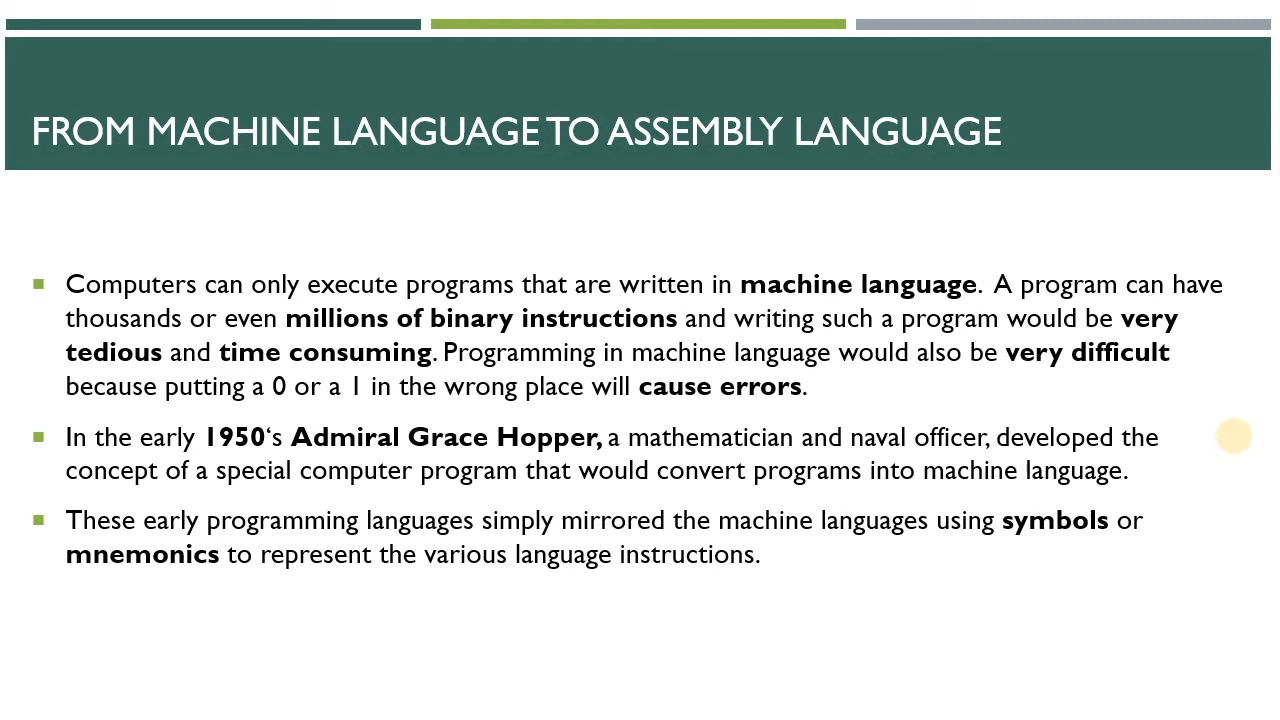 FROM MACHINE LANGUAGE TO ASSEMBLY LANGUAGE
Computers can only execute programs that are written in machine language. A program can have
thousands or even millions of binary instructions and writing such a program would be very
tedious and time consuming. Programming in machine language would also be very difficult
because putting a 0 or a 1 in the wrong place will cause errors.
In the early 1950‘s Admiral Grace Hopper, a mathematician and naval officer, developed the
concept of a special computer program that would convert programs into machine language.
These early programming languages simply mirrored the machine languages using symbols or
mnemonics to represent the various language instructions.